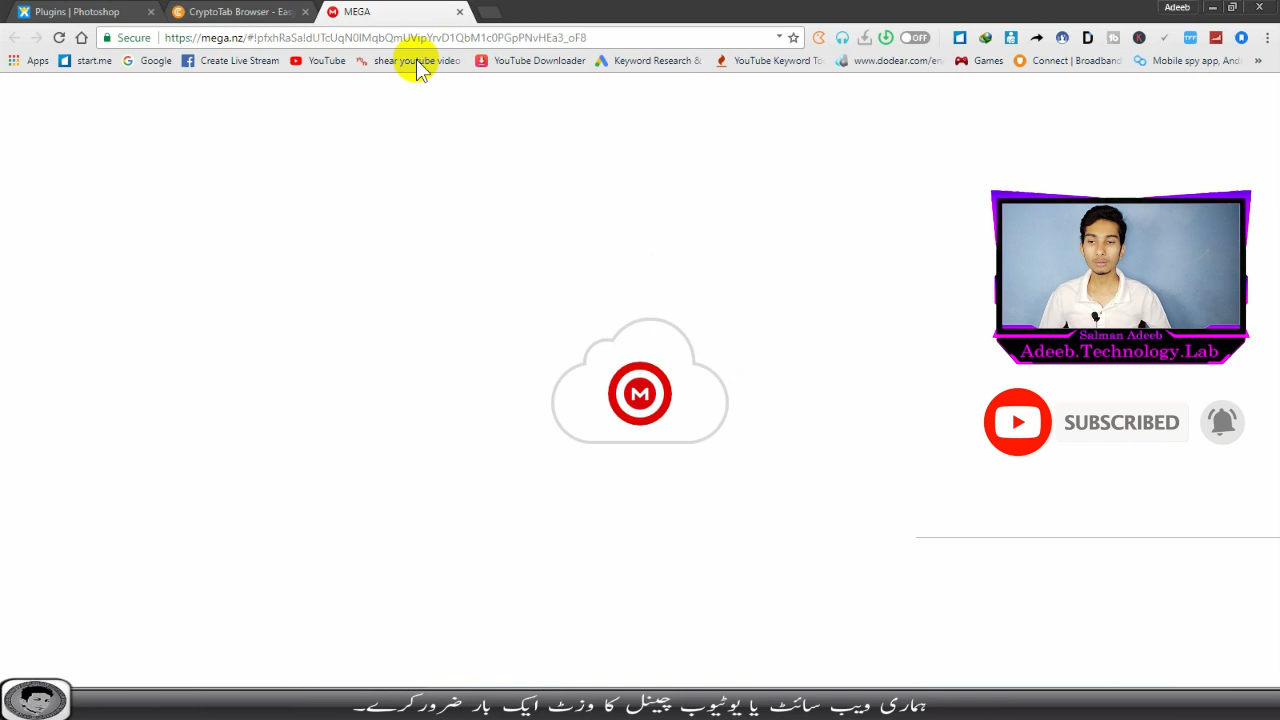 Plugins | Photoshop
CryptoTab Browser - Eas
MEGA
Adeeb
Secure
https://mega.nz/#!pfxhRaSa!dUTcUqN0IMqbQmUVipYrvD1QbM1c0PGpPNvHEa3_oF8
OFF
Apps
start.me
Google
Create Live Stream
YouTube
shear youtube video
YouTube Downloader
Keyword Research &
YouTube Keyword To
www.dodear.com/en
Games
Connect | Broadband
Mobile spy app, And
M
Salman Adeeb
Adeeb.Technology.Lab
SUBSCRIBED
ہماری ویب سائٹ یا یوٹیوب چینل کا وزٹ ایک بار ضرورکرے۔